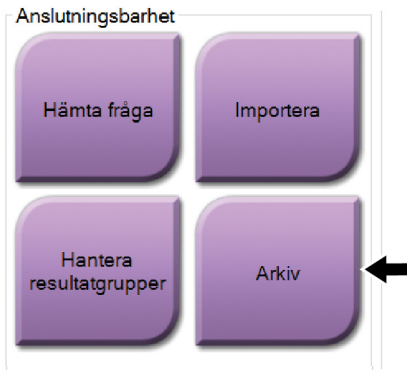 Anslutningsbarhet
Hämta fråga
Importera
Hantera
resultatgrupper
Arkiv